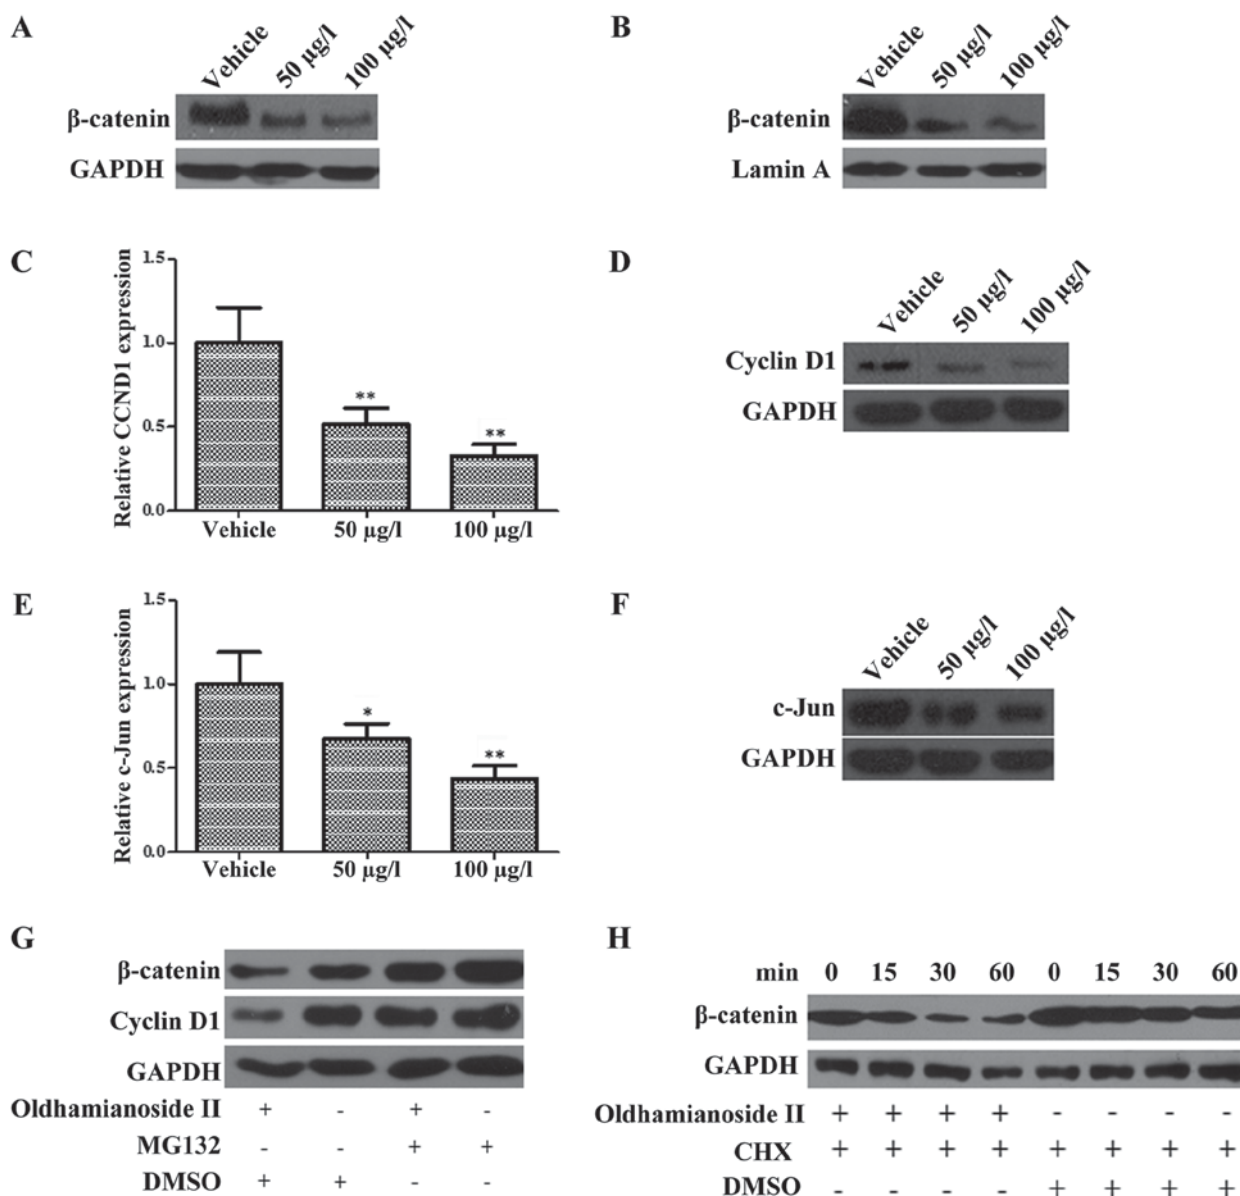 A
Vehicle 50 µg/l 100 µg/l
β-catenin
GAPDH
B
Vehicle 50 µg/l 100 µg/l
β-catenin
Lamin A
C
Relative CCND1 expression
1.5
1.0
0.5
0.0
** **
Vehicle 50 µg/l 100 µg/l
D
Vehicle 50 µg/l 100 µg/l
Cyclin D1
GAPDH
E
Relative c-Jun expression
1.5
1.0
0.5
0.0
* **
Vehicle 50 µg/l 100 µg/l
F
Vehicle 50 µg/l 100 µg/l
c-Jun
GAPDH
G
β-catenin
Cyclin D1
GAPDH
Oldhamianoside II + - + -
MG132 - - + +
DMSO + + - -
H
min 0 15 30 60 0 15 30 60
β-catenin
GAPDH
Oldhamianoside II + + + + - - - -
CHX + + + + + + + +
DMSO - - - - + + + +